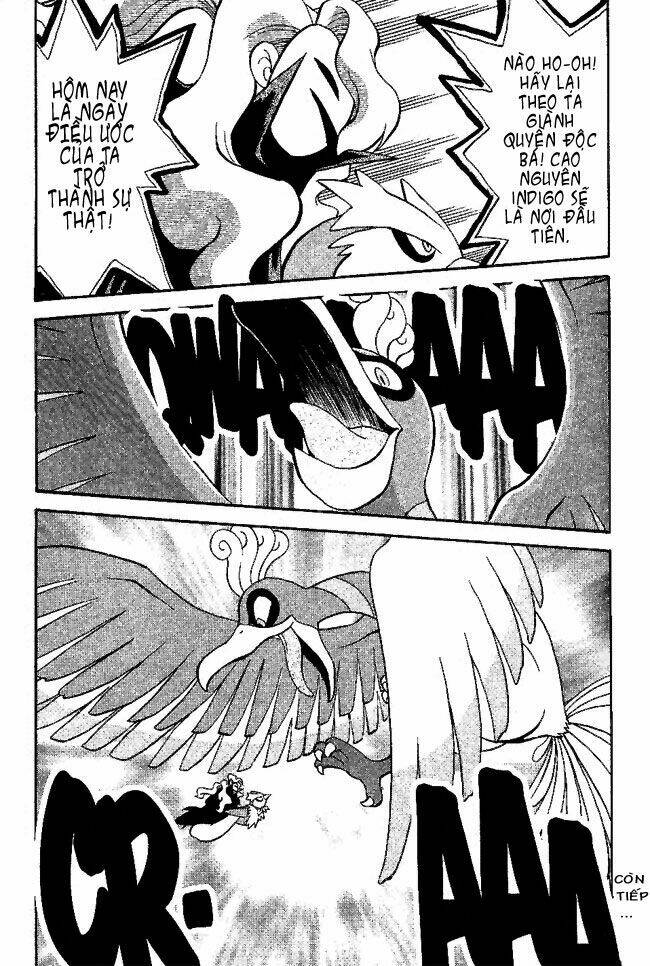 NÀO HO-OH!
HÃY LẠI
THEO TA
GIÀNH
QUYỀN ĐỘC
BÁ! CAO
NGUYÊN
INDIGO SẼ
LÀ NƠI ĐẦU
TIÊN.
HÔM NAY
LÀ NGÀY
ĐIỀU ƯỚC
CỦA TA
TRỞ
THÀNH SỰ
THẬT!
AAA
CR-
AAA
CÒN
TIẾP
...